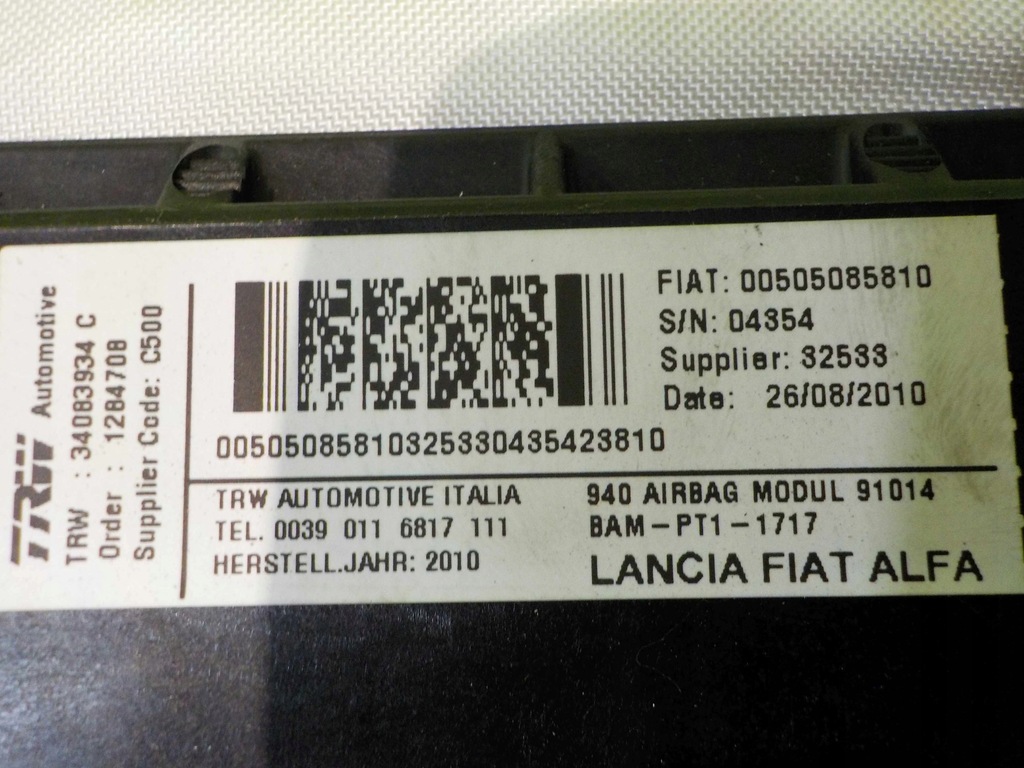 TRW Automotive
TRW : 34083934 C
Order : 1284708
Supplier Code: C500
FIAT: 00505085810
S/N: 04354
Supplier: 32533
Date: 26/08/2010
00505085810325330435423810
TRW AUTOMOTIVE ITALIA
TEL. 0039 011 6817 111
HERSTELL.JAHR: 2010
940 AIRBAG MODUL 91014
BAM-PT1-1717
LANCIA FIAT ALFA